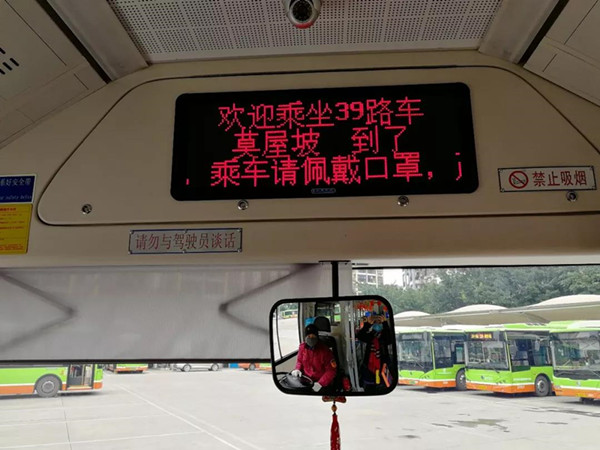 欢迎乘坐39路车
莫屋坡 到了
乘车请佩戴口罩，
禁止吸烟
请勿与驾驶员谈话